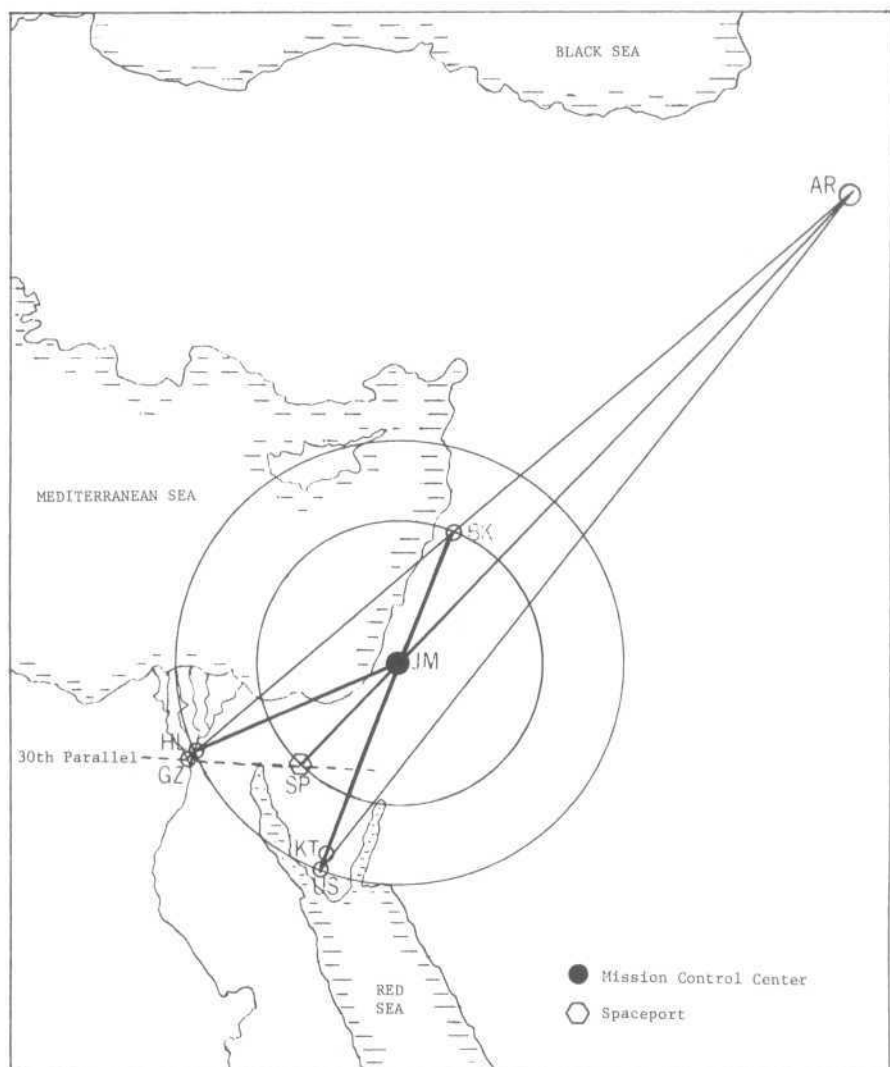 BLACK SEA
AR
MEDITERRANEAN SEA
BK
JM
HL
30th Parallel
GZ
SP
KT
US
Mission Control Center
RED
SEA
Spaceport